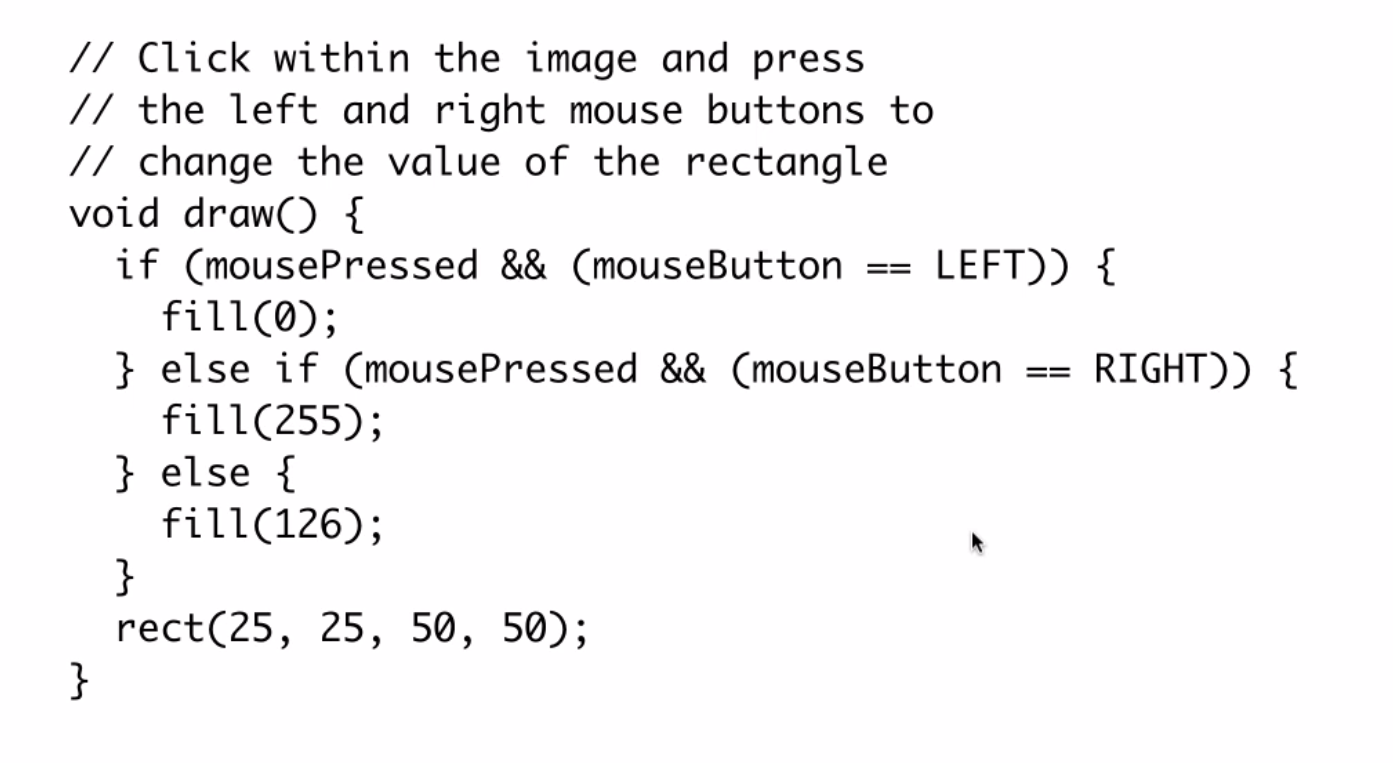 // Click within the image and press
// the left and right mouse buttons to
// change the value of the rectangle
void draw() {
  if (mousePressed && (mouseButton == LEFT)) {
    fill(0);
  } else if (mousePressed && (mouseButton == RIGHT)) {
    fill(255);
  } else {
    fill(126);
  }
  rect(25, 25, 50, 50);
}